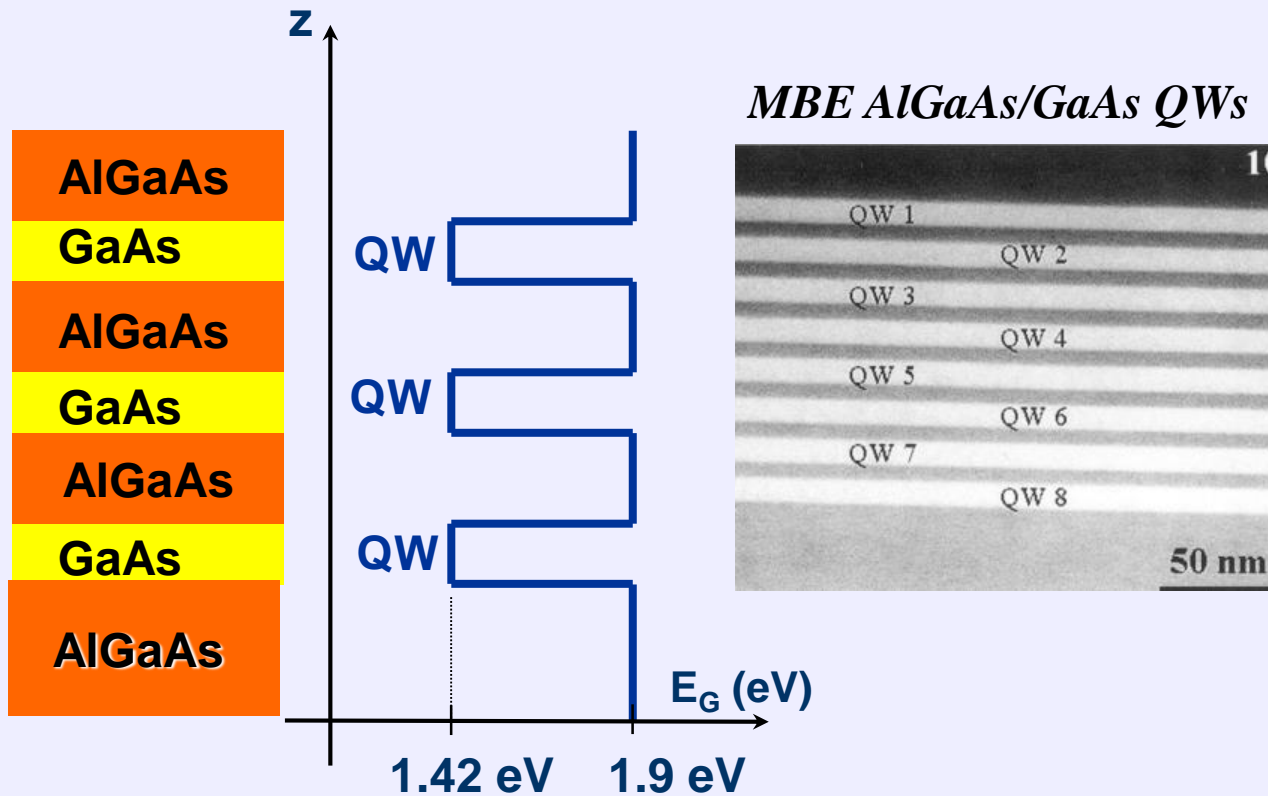 z
MBE AlGaAs/GaAs QWs
AlGaAs
GaAs
AlGaAs
GaAs
AlGaAs
GaAs
AlGaAs
QW
QW
QW
E_G (eV)
1.42 eV
1.9 eV
QW 1
QW 2
QW 3
QW 4
QW 5
QW 6
QW 7
QW 8
50 nm